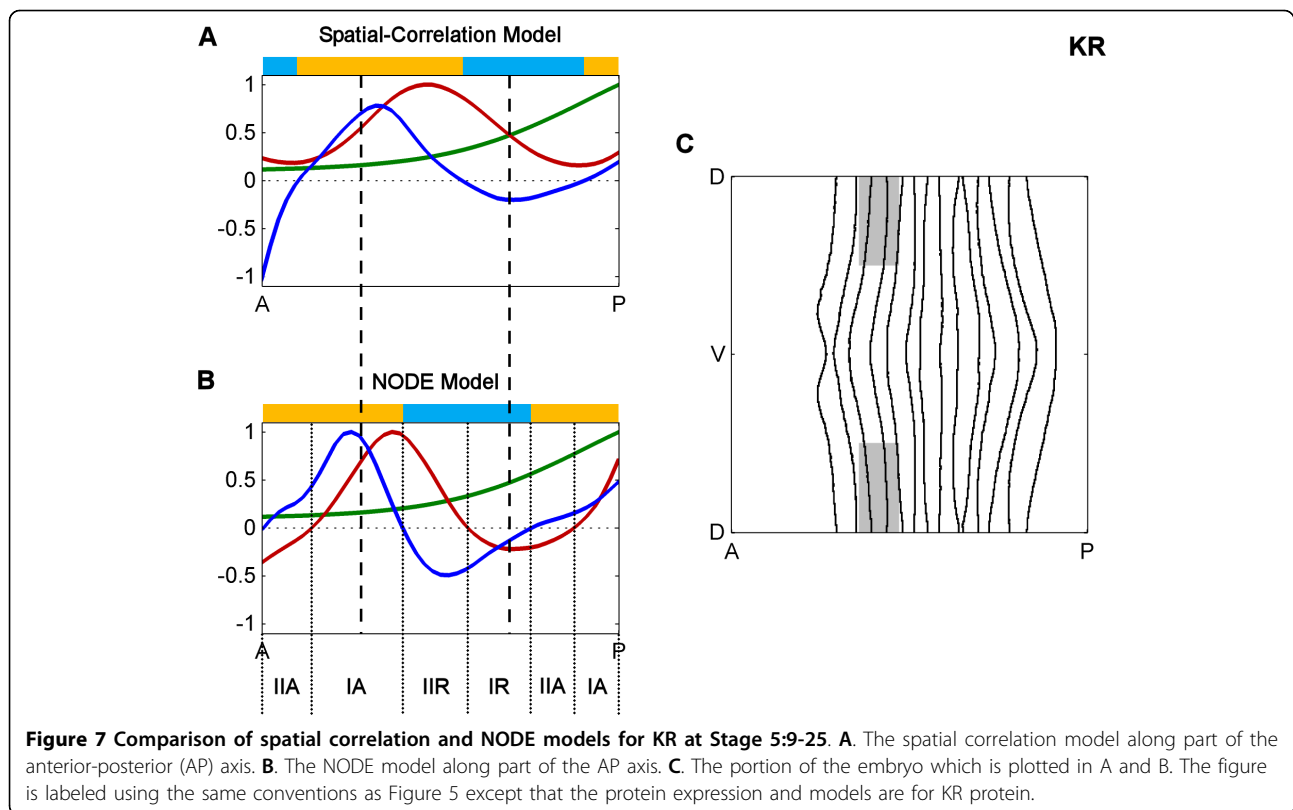 A
Spatial-Correlation Model
1
0.5
0
-0.5
-1
A
P
B
NODE Model
1
0.5
0
-0.5
-1
A
P
IIA
IA
IIR
IR
IIA
IA
KR
C
D
V
D
A
P
Figure 7 Comparison of spatial correlation and NODE models for KR at Stage 5:9-25. A. The spatial correlation model along part of the
anterior-posterior (AP) axis. B. The NODE model along part of the AP axis. C. The portion of the embryo which is plotted in A and B. The figure
is labeled using the same conventions as Figure 5 except that the protein expression and models are for KR protein.